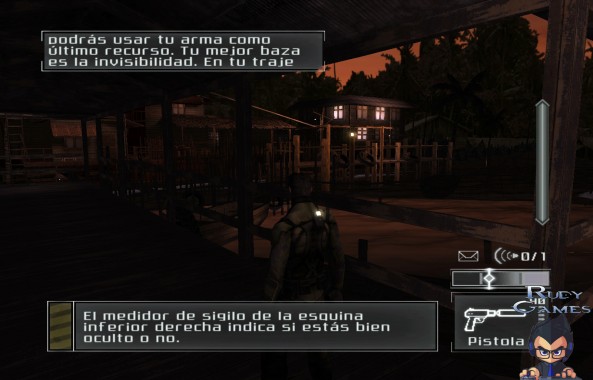 podrás usar tu arma como
último recurso. Tu mejor baza
es la invisibilidad. En tu traje
0/1
40
RUDY
GAMES
Pistola
El medidor de sigilo de la esquina
inferior derecha indica si estás bien
oculto o no.